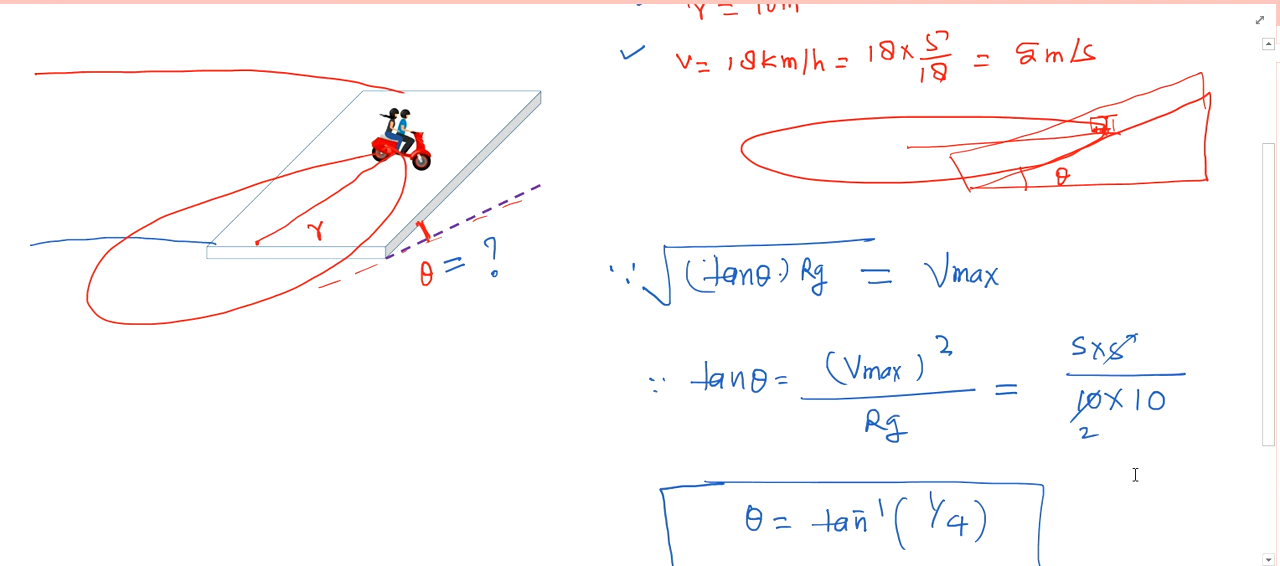 r = 10m
✓ v = 18km/h = 18 × 5/18 = 5m/s
θ
r
θ = ?
∵ √(tanθ)Rg = Vmax
∵ tanθ = (Vmax)²/Rg = 5×5/10×10
2
θ = tan⁻¹(1/4)